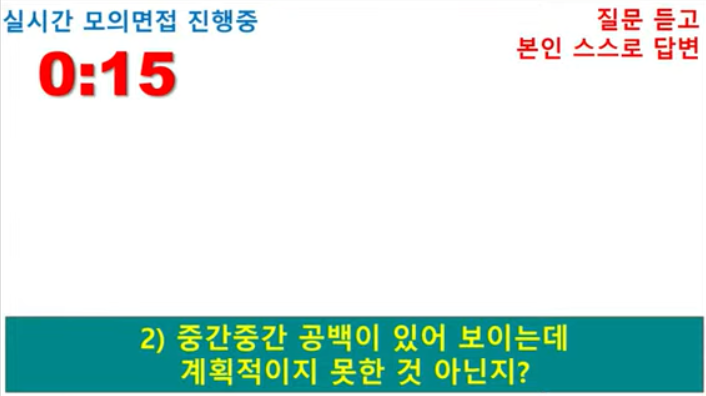 실시간 모의면접 진행중
질문 듣고
본인 스스로 답변
0:15
2) 중간중간 공백이 있어 보이는데
계획적이지 못한 것 아닌지?